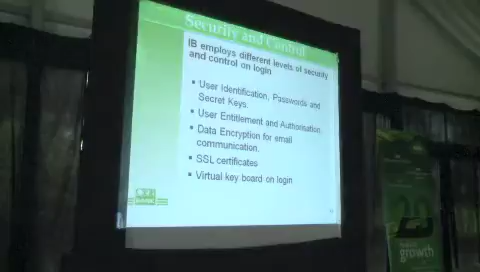 Security and Control
IB employs different levels of security
and control on login
• User Identification, Passwords and
Secret Keys.
• User Entitlement and Authorisation
• Data Encryption for email
communication.
• SSL certificates
• Virtual key board on login
growth